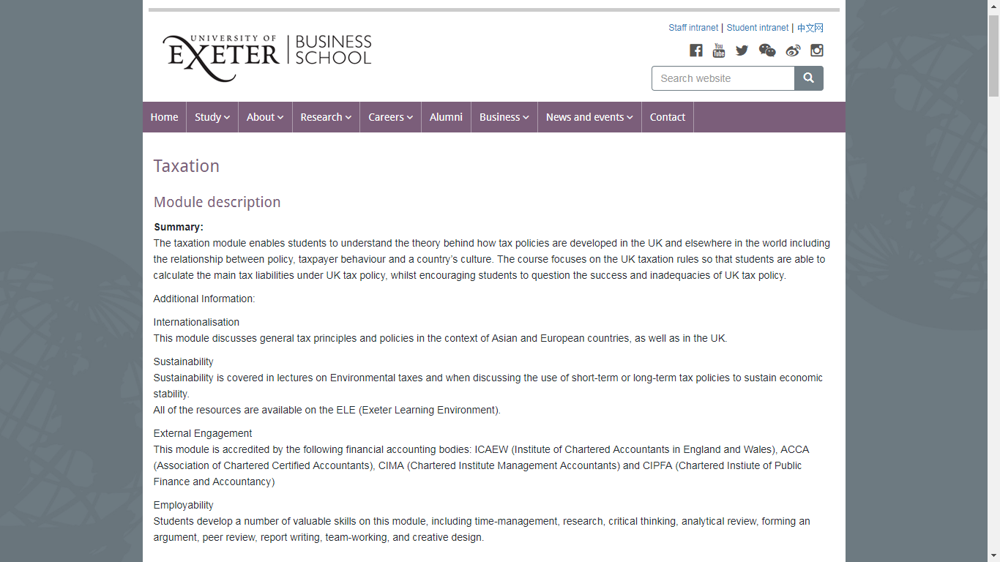 Staff intranet | Student intranet | 中文网
UNIVERSITY OF
EXETER
BUSINESS
SCHOOL
You
Tube
Search website
Home Study About Research Careers Alumni Business News and events Contact
Taxation
Module description
Summary:
The taxation module enables students to understand the theory behind how tax policies are developed in the UK and elsewhere in the world including
the relationship between policy, taxpayer behaviour and a country’s culture. The course focuses on the UK taxation rules so that students are able to
calculate the main tax liabilities under UK tax policy, whilst encouraging students to question the success and inadequacies of UK tax policy.
Additional Information:
Internationalisation
This module discusses general tax principles and policies in the context of Asian and European countries, as well as in the UK.
Sustainability
Sustainability is covered in lectures on Environmental taxes and when discussing the use of short-term or long-term tax policies to sustain economic
stability.
All of the resources are available on the ELE (Exeter Learning Environment).
External Engagement
This module is accredited by the following financial accounting bodies: ICAEW (Institute of Chartered Accountants in England and Wales), ACCA
(Association of Chartered Certified Accountants), CIMA (Chartered Institute Management Accountants) and CIPFA (Chartered Instiute of Public
Finance and Accountancy)
Employability
Students develop a number of valuable skills on this module, including time-management, research, critical thinking, analytical review, forming an
argument, peer review, report writing, team-working, and creative design.